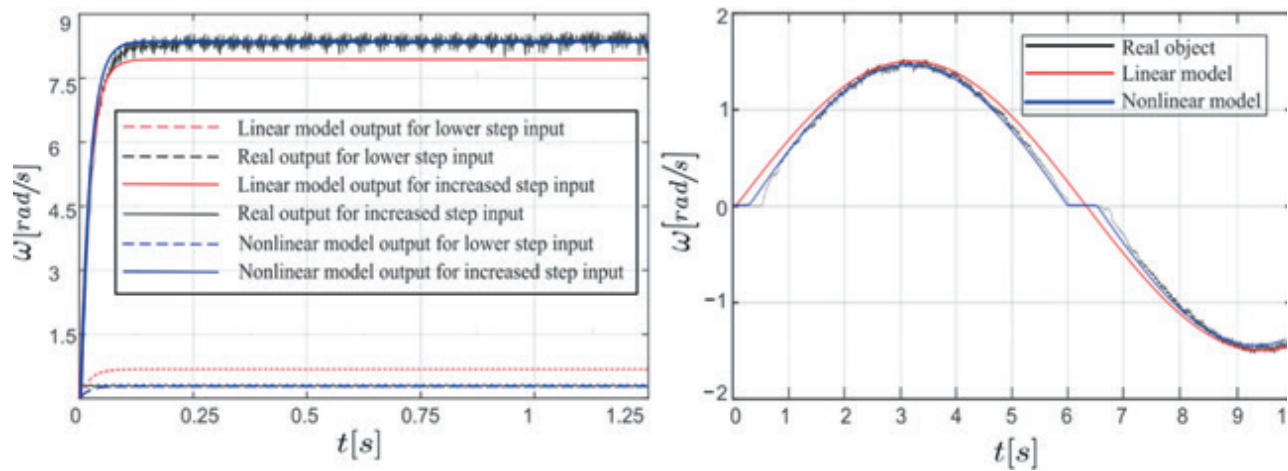 9
7.5
6
4.5
3
1.5
ω[rad/s]
Linear model output for lower step input
Real output for lower step input
Linear model output for increased step input
Real output for increased step input
Nonlinear model output for lower step input
Nonlinear model output for increased step input
0 0.25 0.5 0.75 1 1.25
t[s]
2
1
0
−1
−2
ω[rad/s]
Real object
Linear model
Nonlinear model
0 1 2 3 4 5 6 7 8 9 1
t[s]